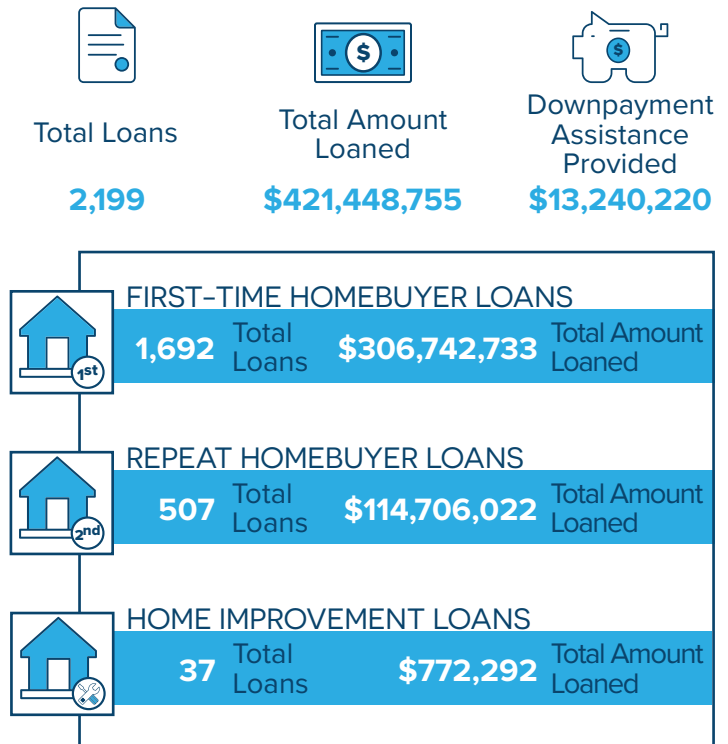 $
$
Total Loans
2,199
Total Amount
Loaned
$421,448,755
Downpayment
Assistance
Provided
$13,240,220
FIRST-TIME HOMEBUYER LOANS
1st
1,692 Total Loans $306,742,733 Total Amount Loaned
REPEAT HOMEBUYER LOANS
2nd
507 Total Loans $114,706,022 Total Amount Loaned
HOME IMPROVEMENT LOANS
37 Total Loans $772,292 Total Amount Loaned